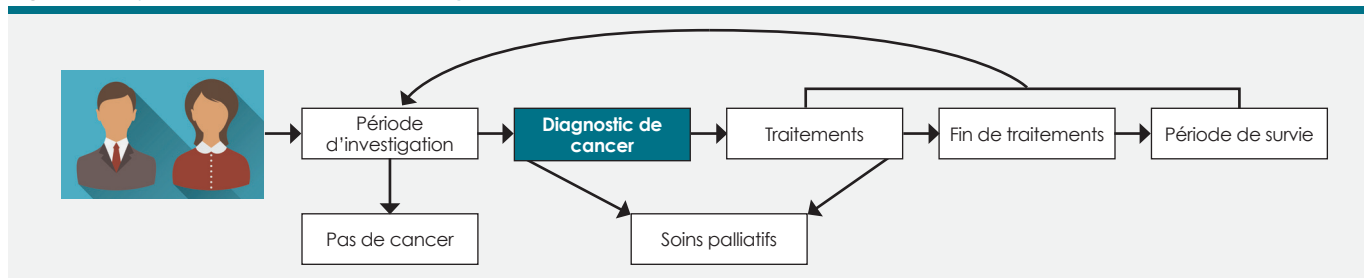 Période
d’investigation
Diagnostic de
cancer
Traitements
Fin de traitements
Période de survie
Pas de cancer
Soins palliatifs